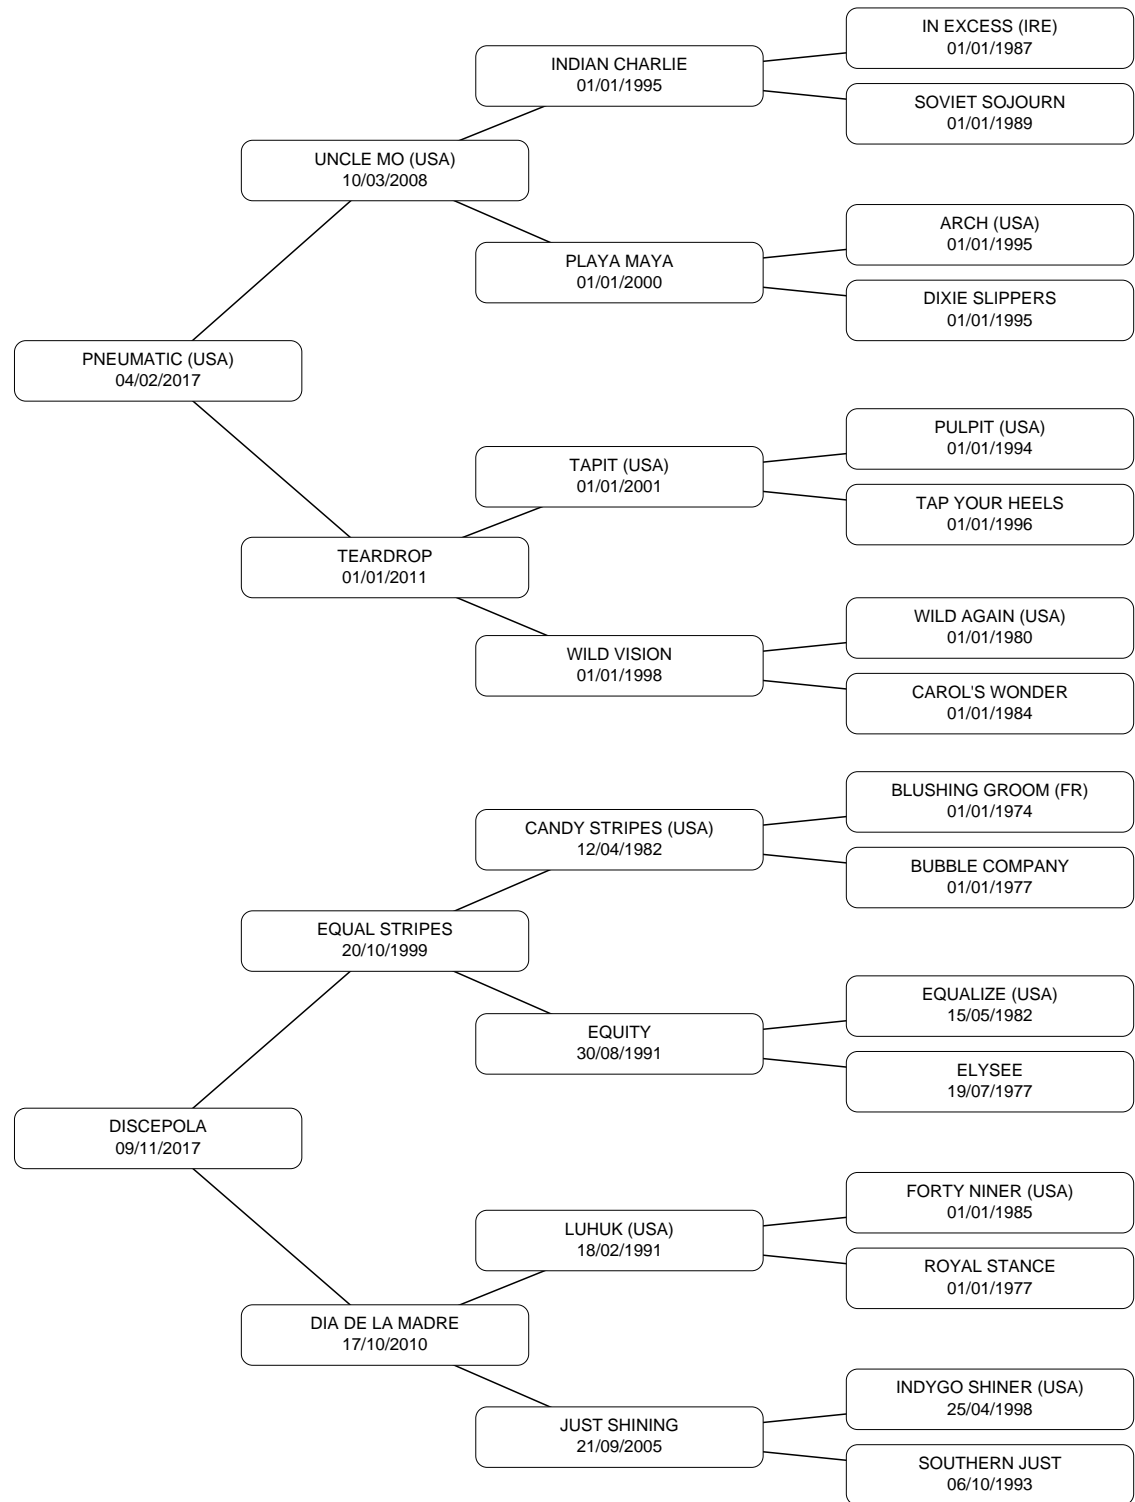 IN EXCESS (IRE)
01/01/1987
INDIAN CHARLIE
01/01/1995
SOVIET SOJOURN
01/01/1989
UNCLE MO (USA)
10/03/2008
ARCH (USA)
01/01/1995
PLAYA MAYA
01/01/2000
DIXIE SLIPPERS
01/01/1995
PNEUMATIC (USA)
04/02/2017
PULPIT (USA)
01/01/1994
TAPIT (USA)
01/01/2001
TAP YOUR HEELS
01/01/1996
TEARDROP
01/01/2011
WILD AGAIN (USA)
01/01/1980
WILD VISION
01/01/1998
CAROL'S WONDER
01/01/1984
BLUSHING GROOM (FR)
01/01/1974
CANDY STRIPES (USA)
12/04/1982
BUBBLE COMPANY
01/01/1977
EQUAL STRIPES
20/10/1999
EQUALIZE (USA)
15/05/1982
EQUITY
30/08/1991
ELYSEE
19/07/1977
DISCEPOLA
09/11/2017
FORTY NINER (USA)
01/01/1985
LUHUK (USA)
18/02/1991
ROYAL STANCE
01/01/1977
DIA DE LA MADRE
17/10/2010
INDYGO SHINER (USA)
25/04/1998
JUST SHINING
21/09/2005
SOUTHERN JUST
06/10/1993